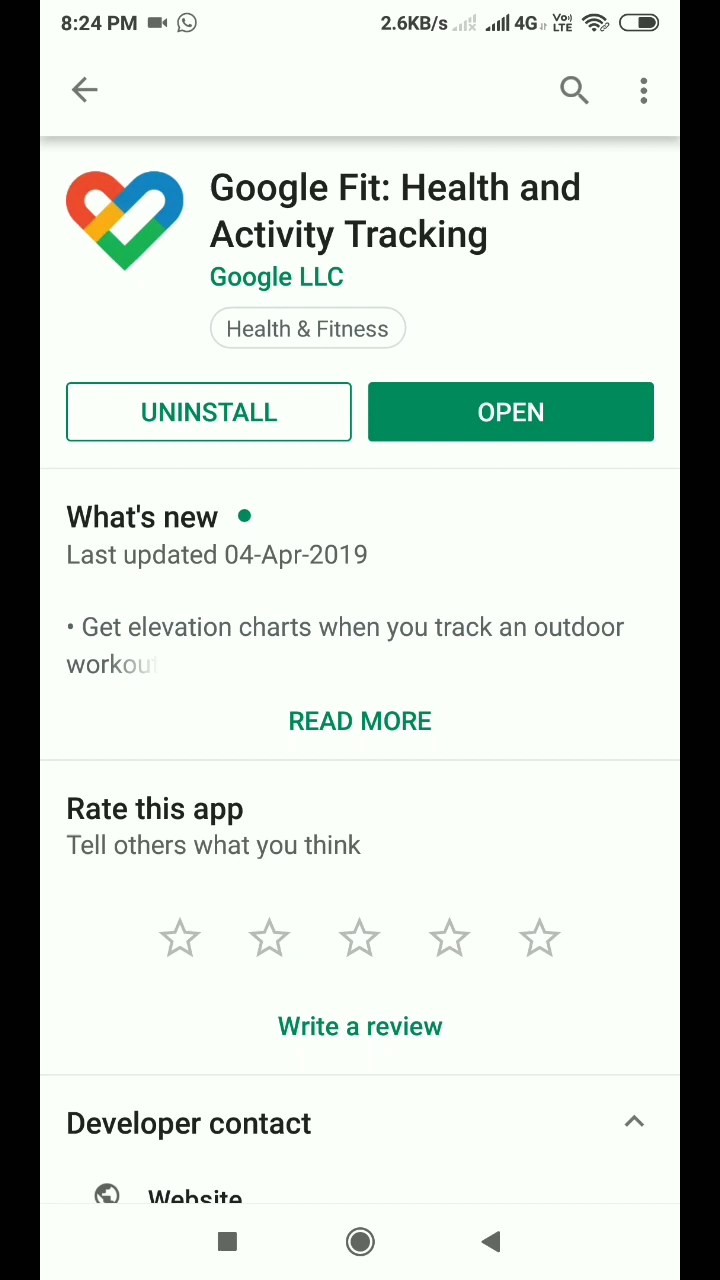 8:24 PM 2.6KB/s 4G VoLTE
Google Fit: Health and
Activity Tracking
Google LLC
Health & Fitness
UNINSTALL OPEN
What's new
Last updated 04-Apr-2019
• Get elevation charts when you track an outdoor
workout
READ MORE
Rate this app
Tell others what you think
Write a review
Developer contact
Website